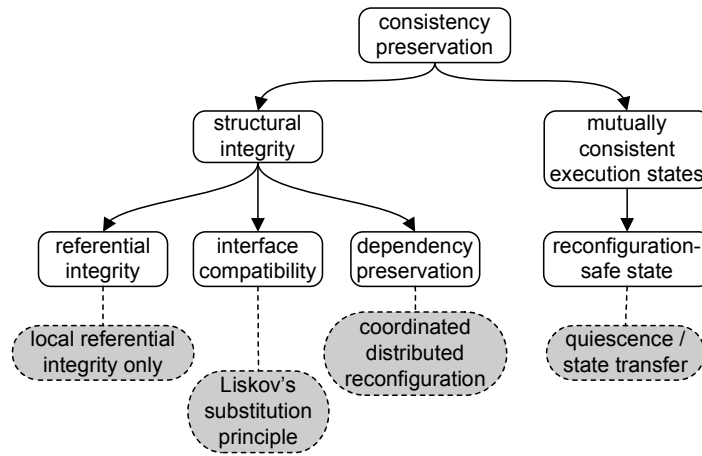 consistency
preservation
structural
integrity
mutually
consistent
execution states
referential
integrity
interface
compatibility
dependency
preservation
reconfiguration-
safe state
local referential
integrity only
Liskov's
substitution
principle
coordinated
distributed
reconfiguration
quiescence /
state transfer